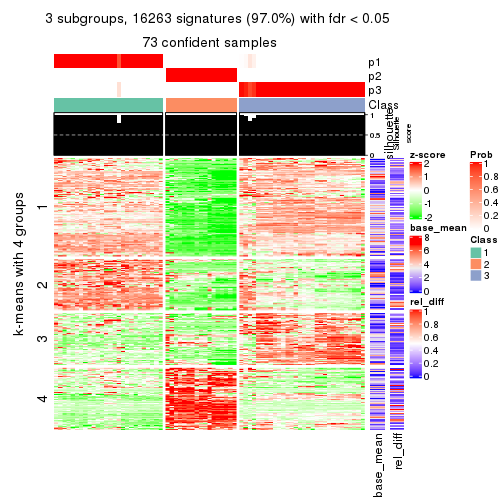 3 subgroups, 16263 signatures (97.0%) with fdr < 0.05
73 confident samples
p1
p2
p3
Class
silhouette
Silhouette
score
1
0.5
0
k-means with 4 groups
1
2
3
4
base_mean
rel_diff
z-score
2
1
0
-1
-2
base_mean
8
6
4
2
0
rel_diff
1
0.8
0.6
0.4
0.2
0
Prob
1
0.8
0.6
0.4
0.2
0
Class
1
2
3